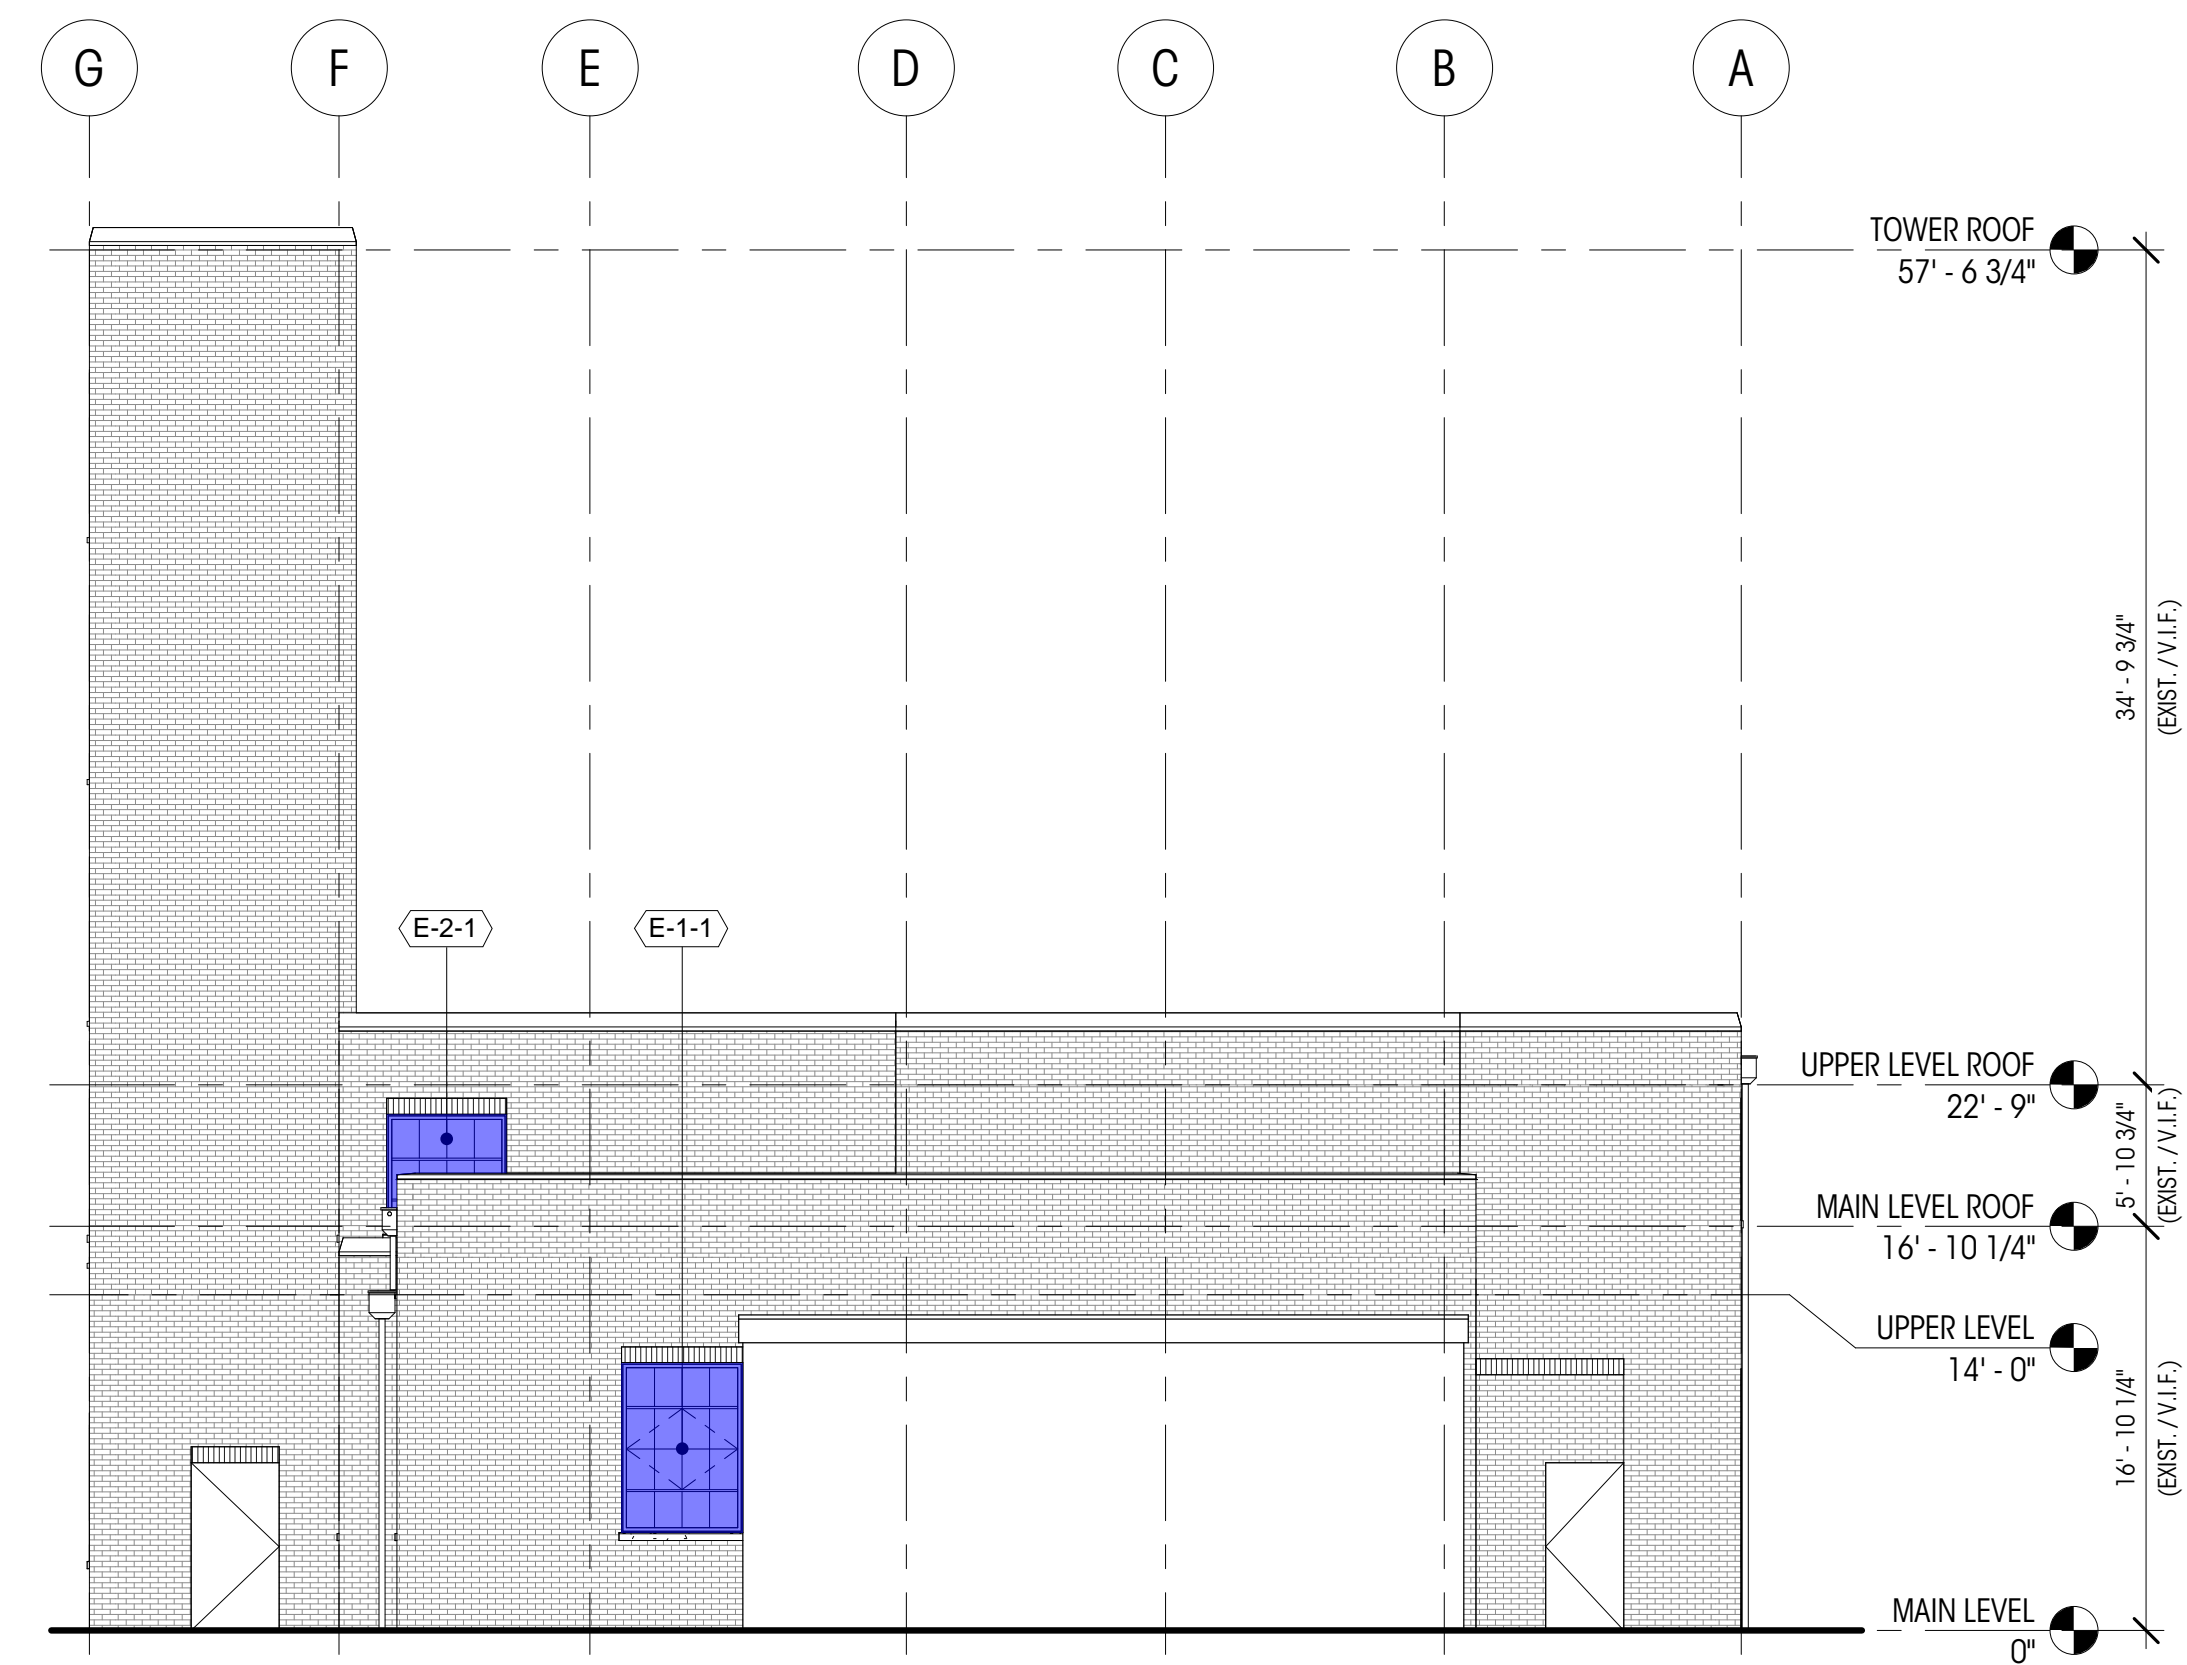 G F E D C B A
TOWER ROOF
57' - 6 3/4"
34' - 9 3/4"
(EXIST. / V.I.F.)
E-2-1
E-1-1
UPPER LEVEL ROOF
22' - 9"
5' - 10 3/4"
(EXIST. / V.I.F.)
MAIN LEVEL ROOF
16' - 10 1/4"
UPPER LEVEL
14' - 0"
16' - 10 1/4"
(EXIST. / V.I.F.)
MAIN LEVEL
0"